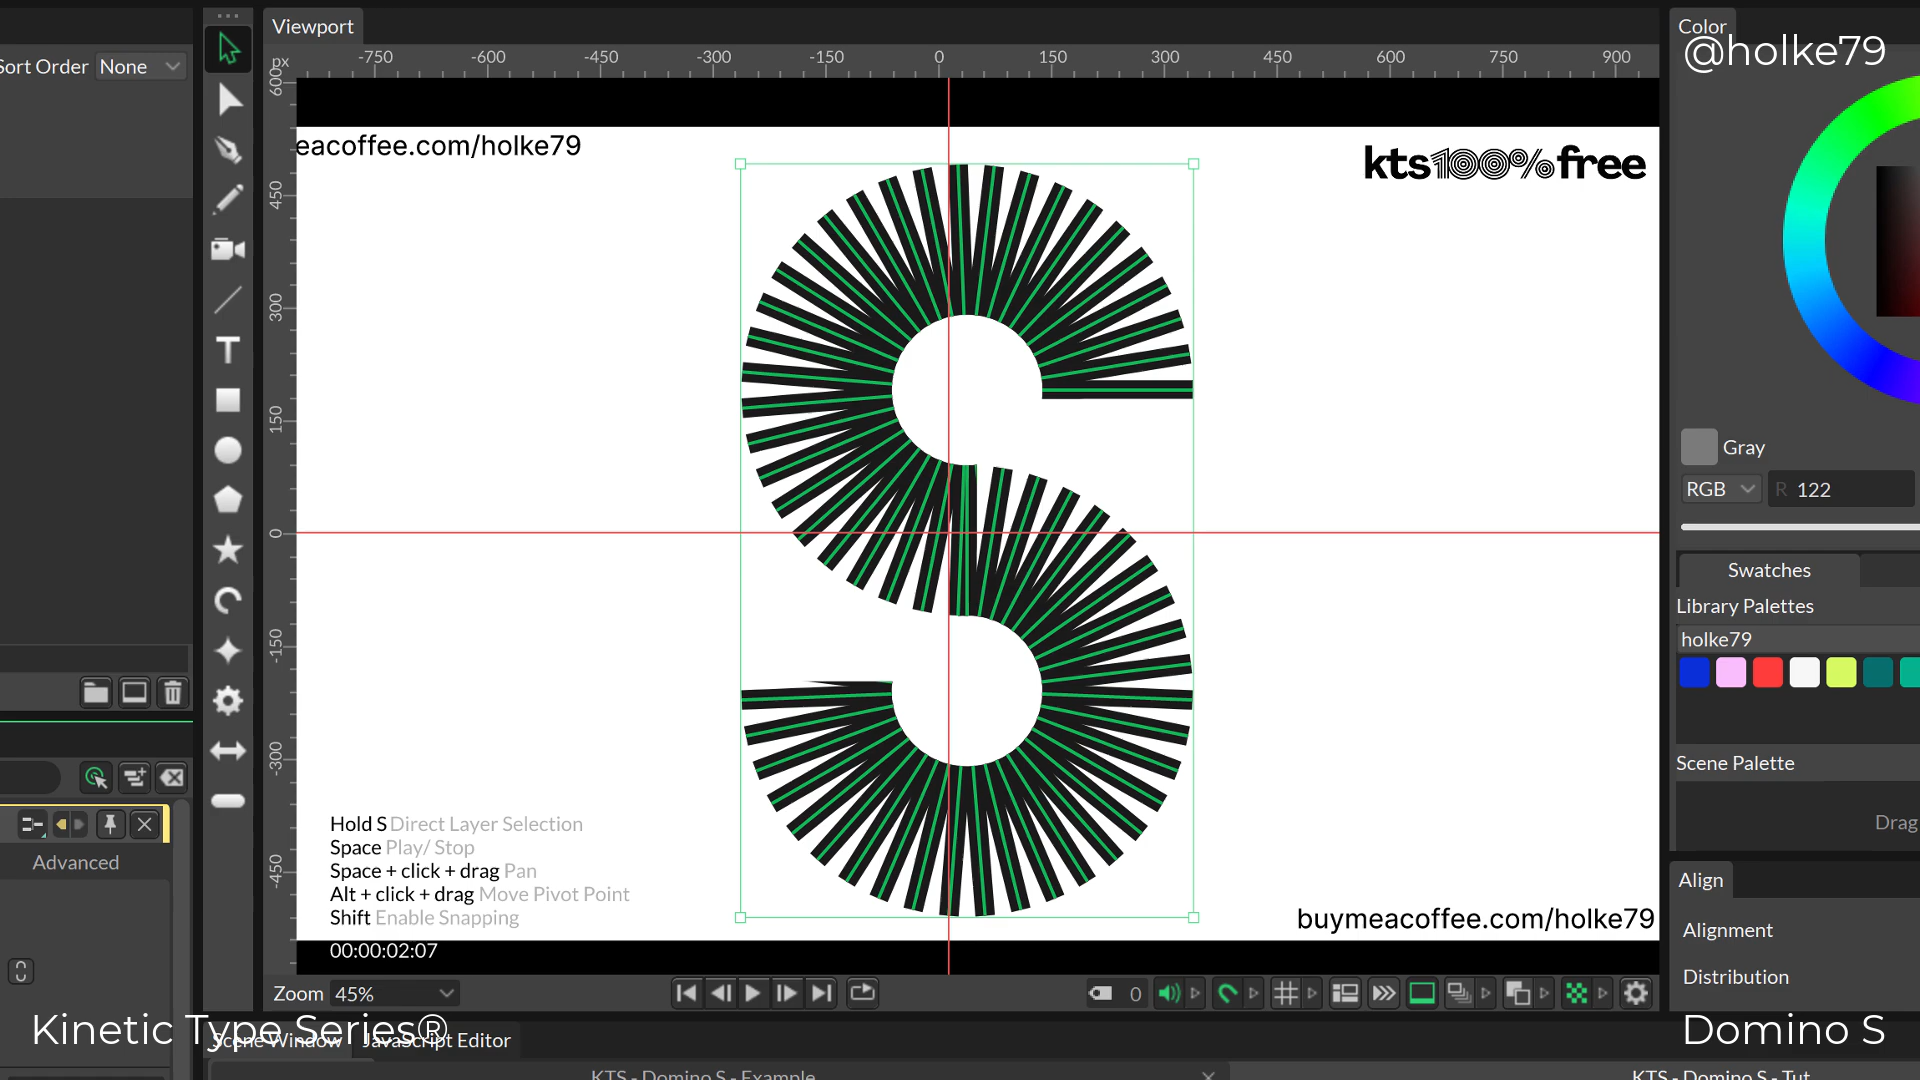 Viewport
Color
@holke79
Sort Order None
px -750 -600 -450 -300 -150 0 150 300 450 600 750 900
600
450
300
150
0
-150
-300
-450
eacoffee.com/holke79
kts100%free
Gray
RGB R 122
Swatches
Library Palettes
holke79
Scene Palette
Drag
Advanced
Hold S Direct Layer Selection
Space Play/ Stop
Space + click + drag Pan
Alt + click + drag Move Pivot Point
Shift Enable Snapping
00:00:02:07
buymeacoffee.com/holke79
Align
Alignment
Distribution
Zoom 45%
0
Kinetic Type Series®
Scene Window
JavaScript Editor
Domino S
KTS - Domino S - Example
KTS - Domino S - Tut